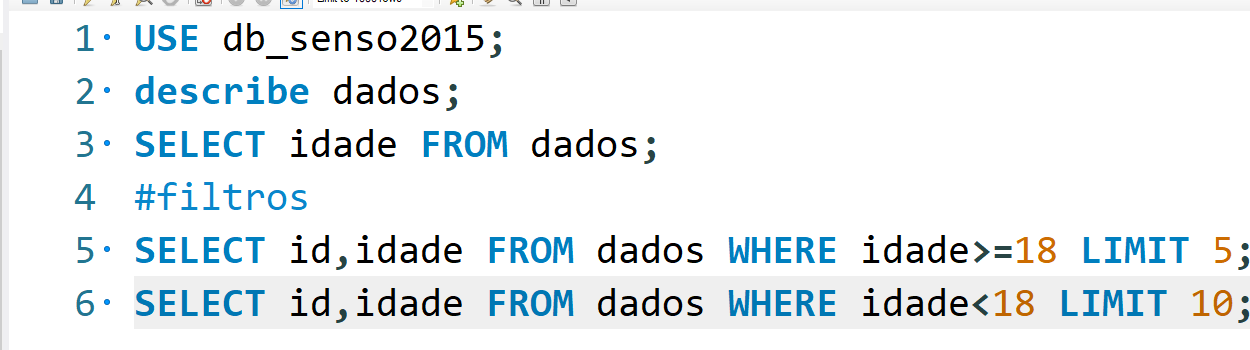 1 USE db_senso2015;
2 describe dados;
3 SELECT idade FROM dados;
4 #filtros
5 SELECT id,idade FROM dados WHERE idade>=18 LIMIT 5;
6 SELECT id,idade FROM dados WHERE idade<18 LIMIT 10;